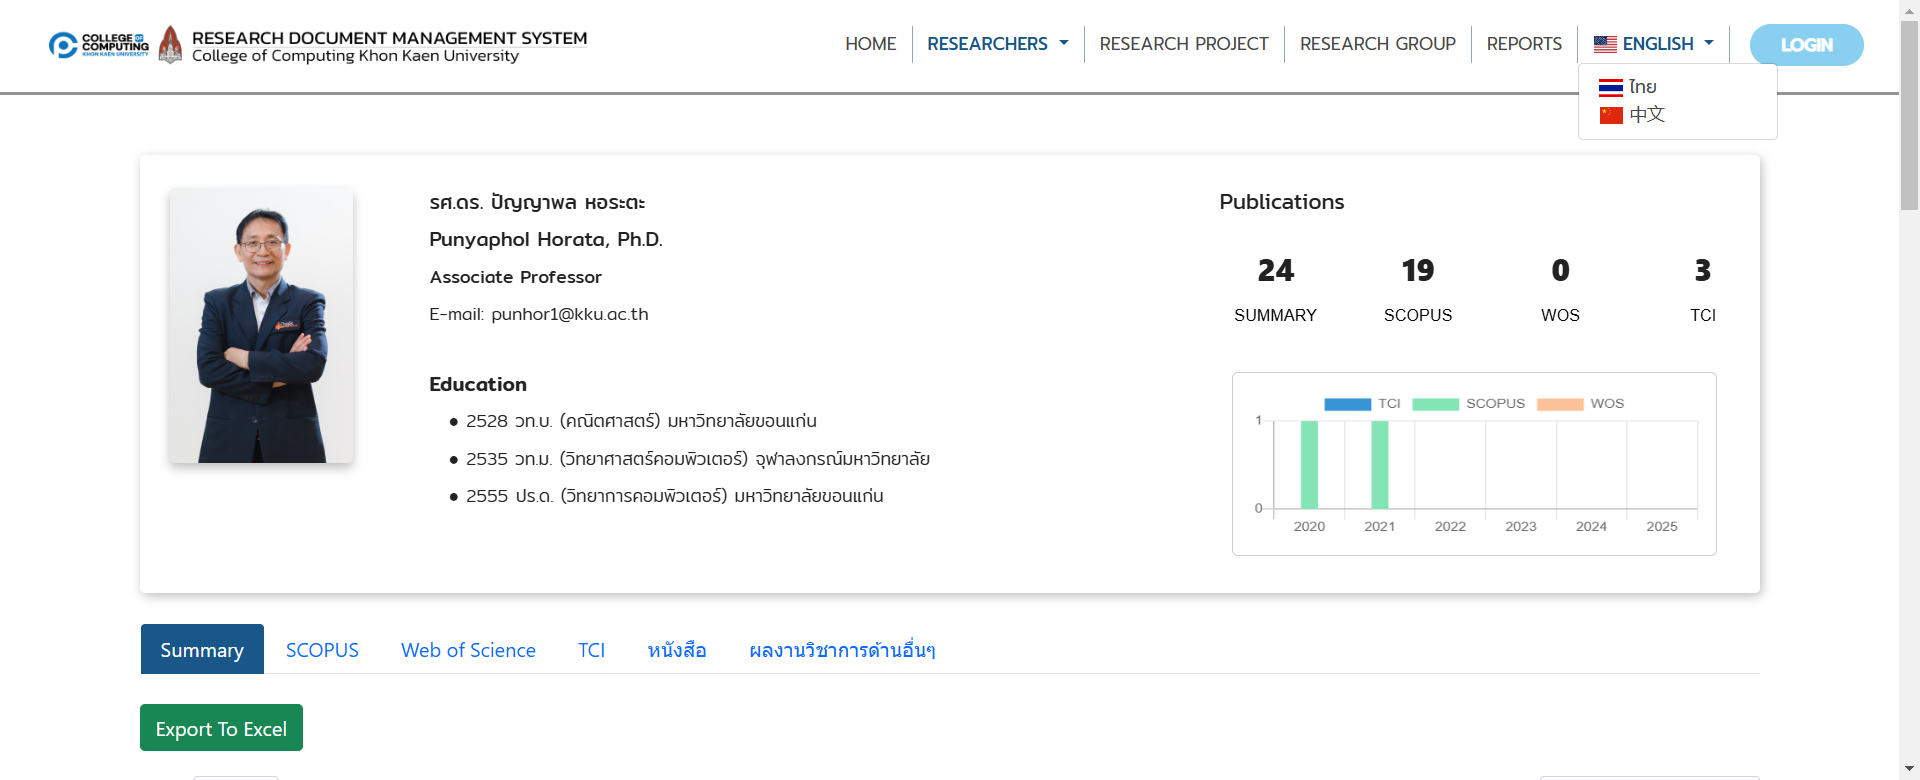 COLLEGE OF
COMPUTING
KHON KAEN UNIVERSITY
RESEARCH DOCUMENT MANAGEMENT SYSTEM
College of Computing Khon Kaen University
HOME
RESEARCHERS
RESEARCH PROJECT
RESEARCH GROUP
REPORTS
ENGLISH
LOGIN
ไทย
中文
รศ.ดร. ปัญญาพล หอระตะ
Punyaphol Horata, Ph.D.
Associate Professor
E-mail: punhor1@kku.ac.th
Education
2528 วท.บ. (คณิตศาสตร์) มหาวิทยาลัยขอนแก่น
2535 วท.ม. (วิทยาศาสตร์คอมพิวเตอร์) จุฬาลงกรณ์มหาวิทยาลัย
2555 ปร.ด. (วิทยาการคอมพิวเตอร์) มหาวิทยาลัยขอนแก่น
Publications
24 19 0 3
SUMMARY SCOPUS WOS TCI
TCI SCOPUS WOS
1
0
2020 2021 2022 2023 2024 2025
Summary SCOPUS Web of Science TCI หนังสือ ผลงานวิชาการด้านอื่นๆ
Export To Excel